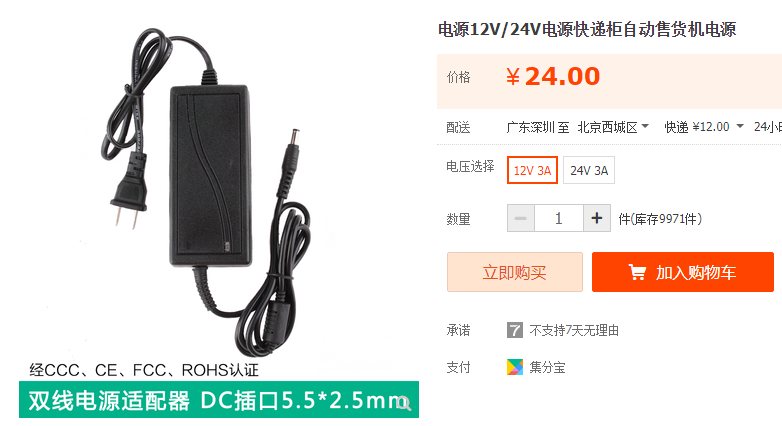 电源12V/24V电源快递柜自动售货机电源
价格
￥24.00
配送
广东深圳 至 北京西城区 快递 ¥12.00
电压选择
12V 3A
24V 3A
数量
1
件(库存9971件)
立即购买
加入购物车
承诺
7 不支持7天无理由
支付
集分宝
经CCC、CE、FCC、ROHS认证
双线电源适配器 DC插口5.5*2.5mm